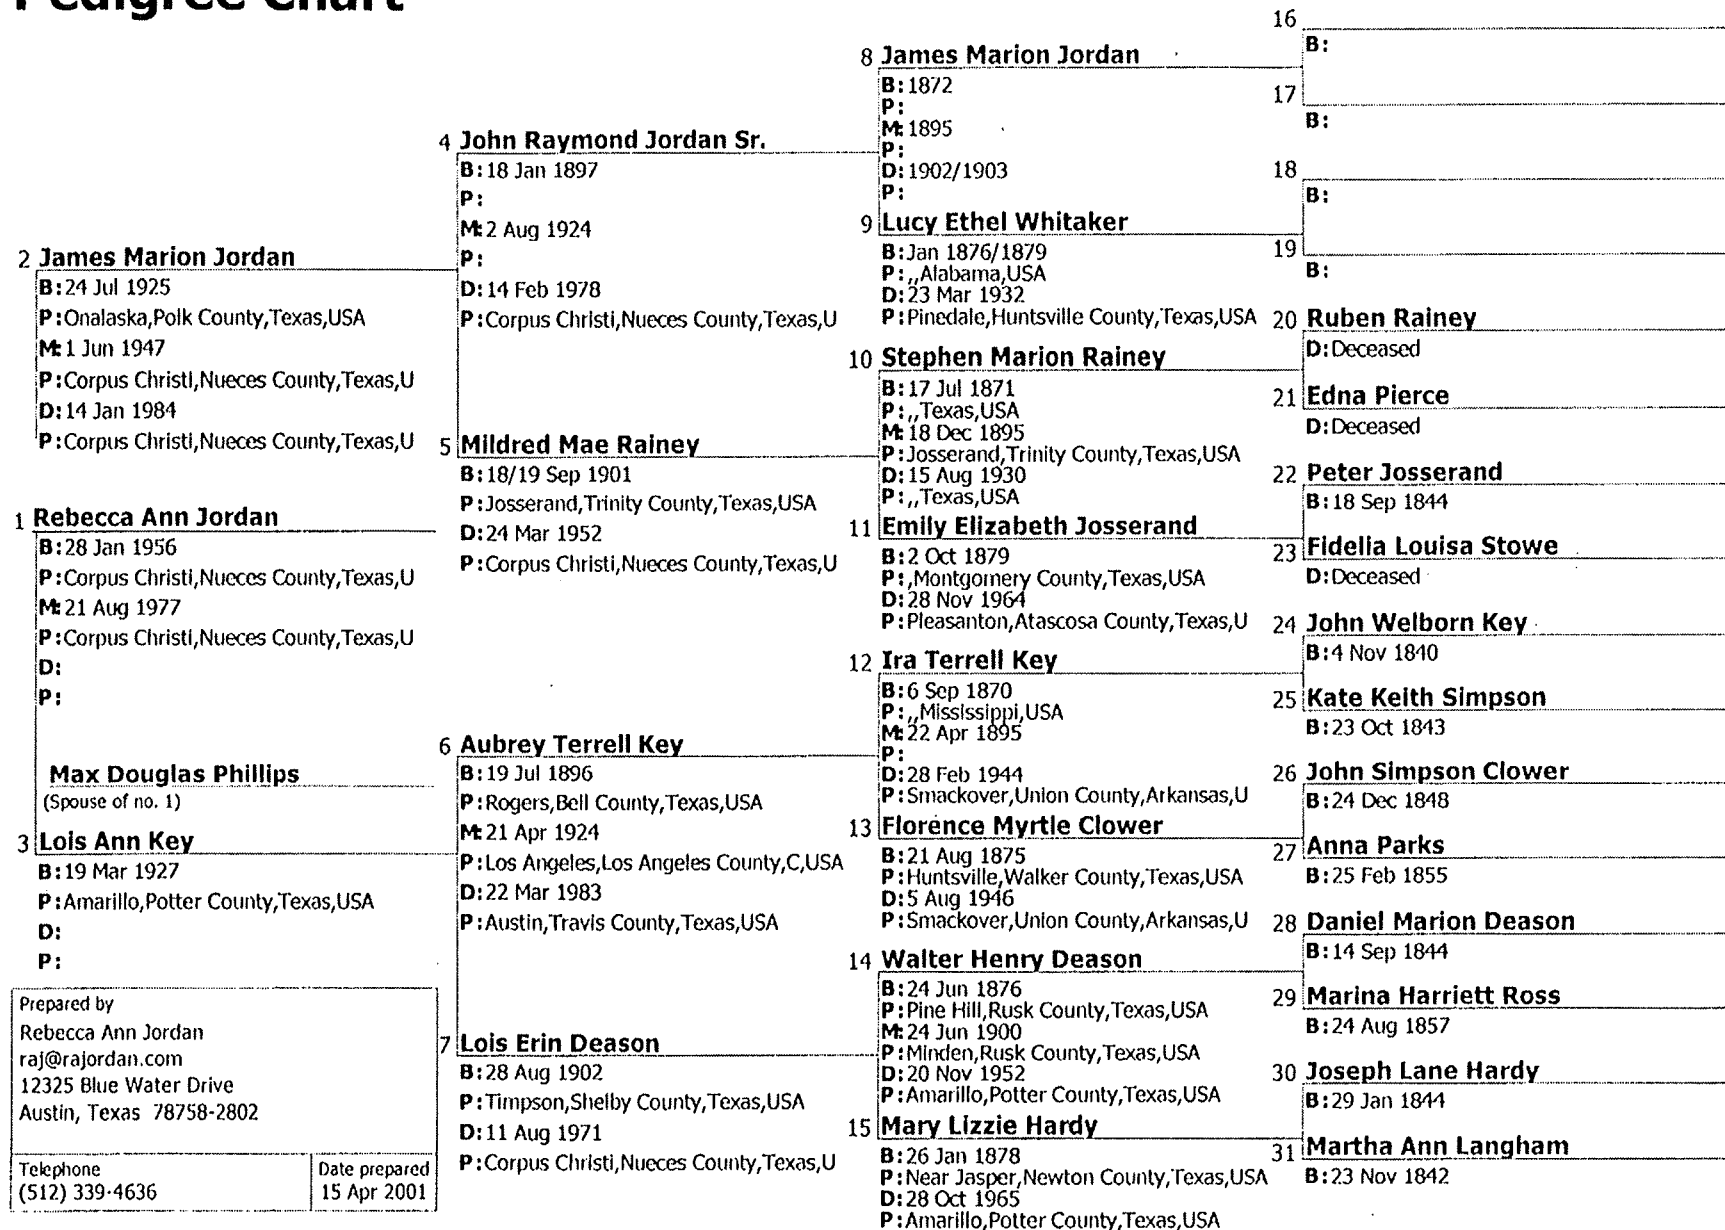 Pedigree Chart
1 Rebecca Ann Jordan
B: 28 Jan 1956
P: Corpus Christi,Nueces County,Texas,U
M: 21 Aug 1977
P: Corpus Christi,Nueces County,Texas,U
D:
P:
Max Douglas Phillips
(Spouse of no. 1)
2 James Marion Jordan
B: 24 Jul 1925
P: Onalaska,Polk County,Texas,USA
M: 1 Jun 1947
P: Corpus Christi,Nueces County,Texas,U
D: 14 Jan 1984
P: Corpus Christi,Nueces County,Texas,U
3 Lois Ann Key
B: 19 Mar 1927
P: Amarillo,Potter County,Texas,USA
D:
P:
Prepared by
Rebecca Ann Jordan
raj@rajordan.com
12325 Blue Water Drive
Austin, Texas 78758-2802
Telephone
(512) 339-4636
Date prepared
15 Apr 2001
4 John Raymond Jordan Sr.
B: 18 Jan 1897
P:
M: 2 Aug 1924
P:
D: 14 Feb 1978
P: Corpus Christi,Nueces County,Texas,U
5 Mildred Mae Rainey
B: 18/19 Sep 1901
P: Josserand,Trinity County,Texas,USA
D: 24 Mar 1952
P: Corpus Christi,Nueces County,Texas,U
6 Aubrey Terrell Key
B: 19 Jul 1896
P: Rogers,Bell County,Texas,USA
M: 21 Apr 1924
P: Los Angeles,Los Angeles County,C,USA
D: 22 Mar 1983
P: Austin,Travis County,Texas,USA
7 Lois Erin Deason
B: 28 Aug 1902
P: Timpson,Shelby County,Texas,USA
D: 11 Aug 1971
P: Corpus Christi,Nueces County,Texas,U
8 James Marion Jordan
B: 1872
P:
M: 1895
P:
D: 1902/1903
P:
9 Lucy Ethel Whitaker
B: Jan 1876/1879
P: ,,Alabama,USA
D: 23 Mar 1932
P: Pinedale,Huntsville County,Texas,USA
10 Stephen Marion Rainey
B: 17 Jul 1871
P: ,,Texas,USA
M: 18 Dec 1895
P: Josserand,Trinity County,Texas,USA
D: 15 Aug 1930
P: ,,Texas,USA
11 Emily Elizabeth Josserand
B: 2 Oct 1879
P: ,Montgomery County,Texas,USA
D: 28 Nov 1964
P: Pleasanton,Atascosa County,Texas,U
12 Ira Terrell Key
B: 6 Sep 1870
P: ,,Mississippi,USA
M: 22 Apr 1895
P:
D: 28 Feb 1944
P: Smackover,Union County,Arkansas,U
13 Florence Myrtle Clower
B: 21 Aug 1875
P: Huntsville,Walker County,Texas,USA
D: 5 Aug 1946
P: Smackover,Union County,Arkansas,U
14 Walter Henry Deason
B: 24 Jun 1876
P: Pine Hill,Rusk County,Texas,USA
M: 24 Jun 1900
P: Minden,Rusk County,Texas,USA
D: 20 Nov 1952
P: Amarillo,Potter County,Texas,USA
15 Mary Lizzie Hardy
B: 26 Jan 1878
P: Near Jasper,Newton County,Texas,USA
D: 28 Oct 1965
P: Amarillo,Potter County,Texas,USA
16
B:
17
B:
18
B:
19
B:
20 Ruben Rainey
D: Deceased
21 Edna Pierce
D: Deceased
22 Peter Josserand
B: 18 Sep 1844
23 Fidelia Louisa Stowe
D: Deceased
24 John Welborn Key
B: 4 Nov 1840
25 Kate Keith Simpson
B: 23 Oct 1843
26 John Simpson Clower
B: 24 Dec 1848
27 Anna Parks
B: 25 Feb 1855
28 Daniel Marion Deason
B: 14 Sep 1844
29 Marina Harriett Ross
B: 24 Aug 1857
30 Joseph Lane Hardy
B: 29 Jan 1844
31 Martha Ann Langham
B: 23 Nov 1842